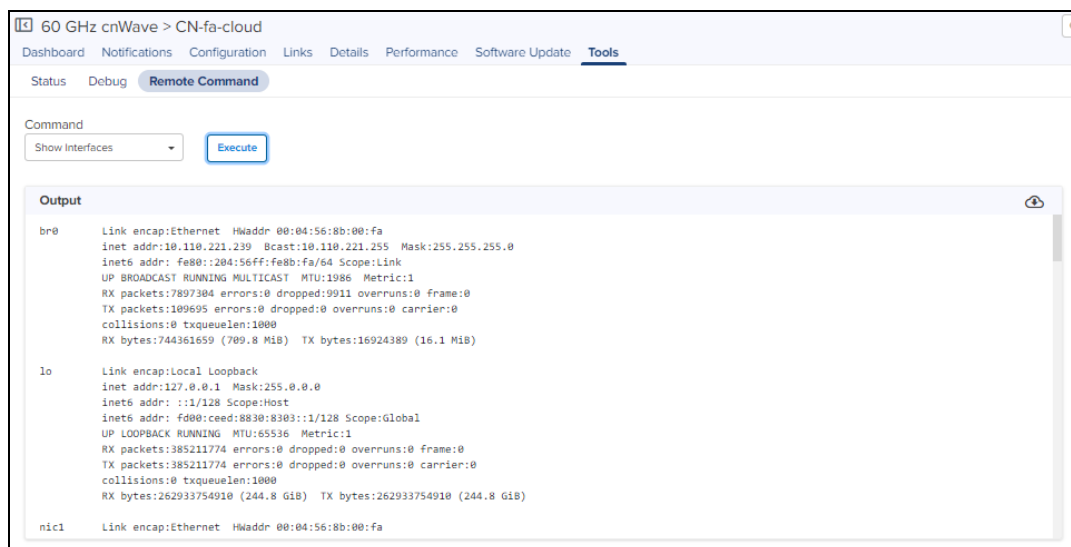 60 GHz cnWave > CN-fa-cloud
Dashboard Notifications Configuration Links Details Performance Software Update Tools
Status Debug Remote Command
Command
Show Interfaces Execute
Output
br0 Link encap:Ethernet HWaddr 00:04:56:8b:00:fa
inet addr:10.110.221.239 Bcast:10.110.221.255 Mask:255.255.255.0
inet6 addr: fe80::204:56ff:fe8b:fa/64 Scope:Link
UP BROADCAST RUNNING MULTICAST MTU:1986 Metric:1
RX packets:7897304 errors:0 dropped:9911 overruns:0 frame:0
TX packets:109695 errors:0 dropped:0 overruns:0 carrier:0
collisions:0 txqueuelen:1000
RX bytes:744361659 (709.8 MiB) TX bytes:16924389 (16.1 MiB)
lo Link encap:Local Loopback
inet addr:127.0.0.1 Mask:255.0.0.0
inet6 addr: ::1/128 Scope:Host
inet6 addr: fd00:ceed:8830:8303::1/128 Scope:Global
UP LOOPBACK RUNNING MTU:65536 Metric:1
RX packets:385211774 errors:0 dropped:0 overruns:0 frame:0
TX packets:385211774 errors:0 dropped:0 overruns:0 carrier:0
collisions:0 txqueuelen:1000
RX bytes:262933754910 (244.8 GiB) TX bytes:262933754910 (244.8 GiB)
nic1 Link encap:Ethernet HWaddr 00:04:56:8b:00:fa